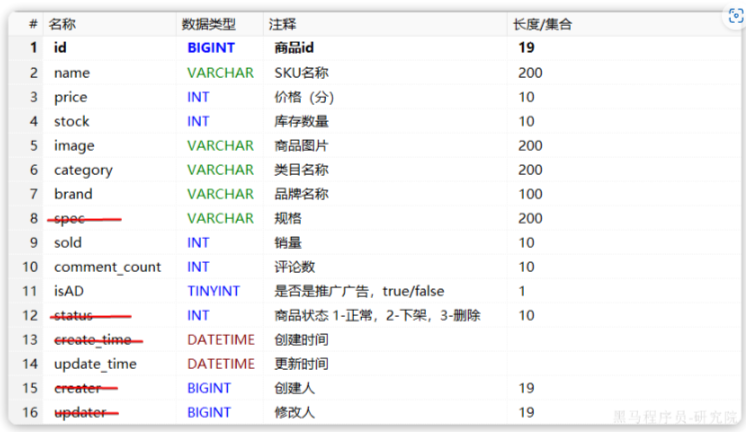 # 名称 数据类型 注释 长度/集合
1 id BIGINT 商品id 19
2 name VARCHAR SKU名称 200
3 price INT 价格（分） 10
4 stock INT 库存数量 10
5 image VARCHAR 商品图片 200
6 category VARCHAR 类目名称 200
7 brand VARCHAR 品牌名称 100
8 spec VARCHAR 规格 200
9 sold INT 销量 10
10 comment_count INT 评论数 10
11 isAD TINYINT 是否是推广广告，true/false 1
12 status INT 商品状态 1-正常，2-下架，3-删除 10
13 create_time DATETIME 创建时间
14 update_time DATETIME 更新时间
15 creater BIGINT 创建人 19
16 updater BIGINT 修改人 19
黑马程序员-研究院